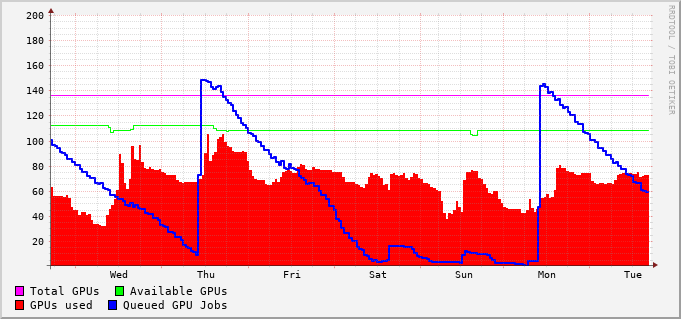 200
180
160
140
120
100
80
60
40
20
Wed Thu Fri Sat Sun Mon Tue
Total GPUs Available GPUs
GPUs used Queued GPU Jobs
RRDTOOL / TOBI OETIKER